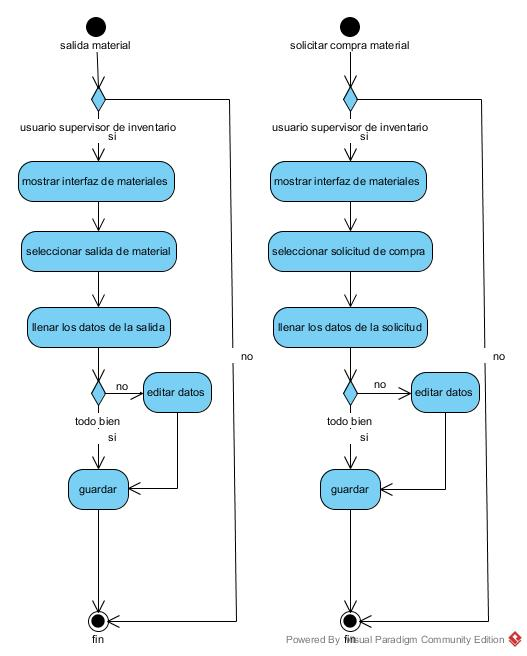 salida material
usuario supervisor de inventario
si
mostrar interfaz de materiales
seleccionar salida de material
llenar los datos de la salida
no
no
editar datos
todo bien
si
guardar
fin
solicitar compra material
usuario supervisor de inventario
si
mostrar interfaz de materiales
seleccionar solicitud de compra
llenar los datos de la solicitud
no
no
editar datos
todo bien
si
guardar
fin
Powered By Visual Paradigm Community Edition